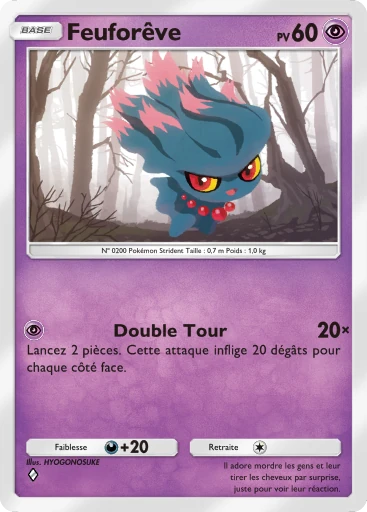 BASE Feuforêve PV 60
N° 0200 Pokémon Strident Taille : 0,7 m Poids : 1,0 kg
Double Tour 20×
Lancez 2 pièces. Cette attaque inflige 20 dégâts pour
chaque côté face.
Faiblesse +20 Retraite
Illus. HYOGONOSUKE
Il adore mordre les gens et leur
tirer les cheveux par surprise,
juste pour voir leur réaction.